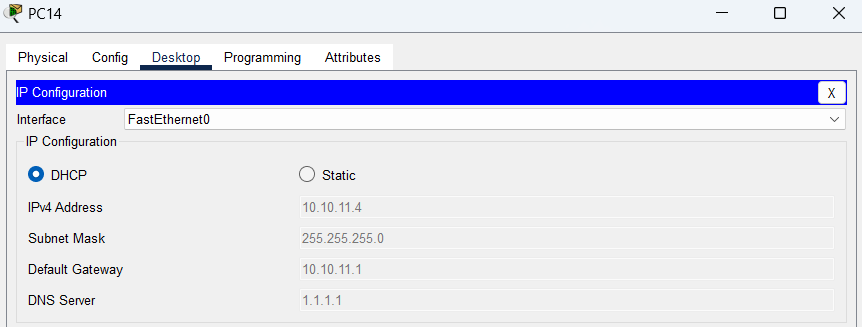 PC14
Physical Config Desktop Programming Attributes
IP Configuration X
Interface FastEthernet0
IP Configuration
DHCP Static
IPv4 Address 10.10.11.4
Subnet Mask 255.255.255.0
Default Gateway 10.10.11.1
DNS Server 1.1.1.1